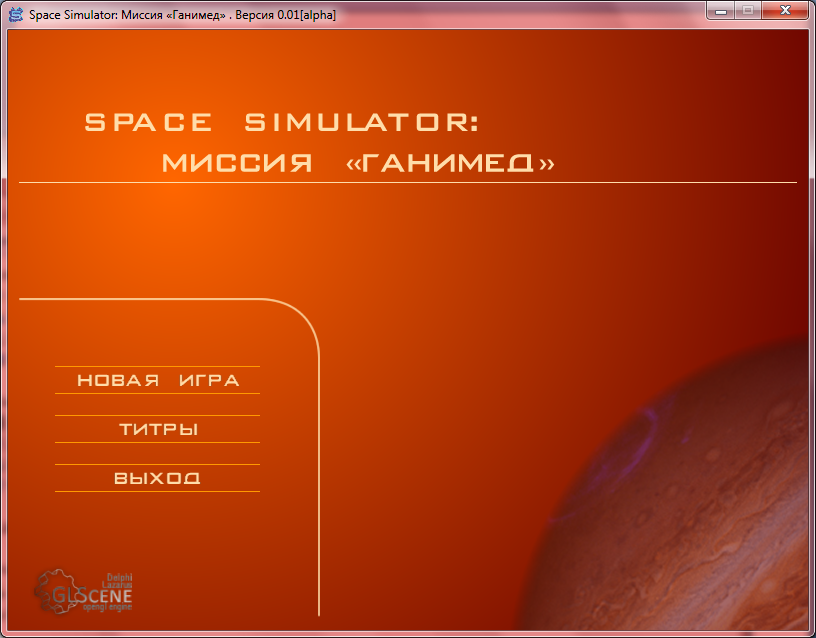 Space Simulator: Миссия «Ганимед» . Версия 0.01[alpha]
SPACE SIMULATOR:
МИССИЯ «ГАНИМЕД»
НОВАЯ ИГРА
ТИТРЫ
ВЫХОД
Delphi
Lazarus
GLSCENE
opengl engine